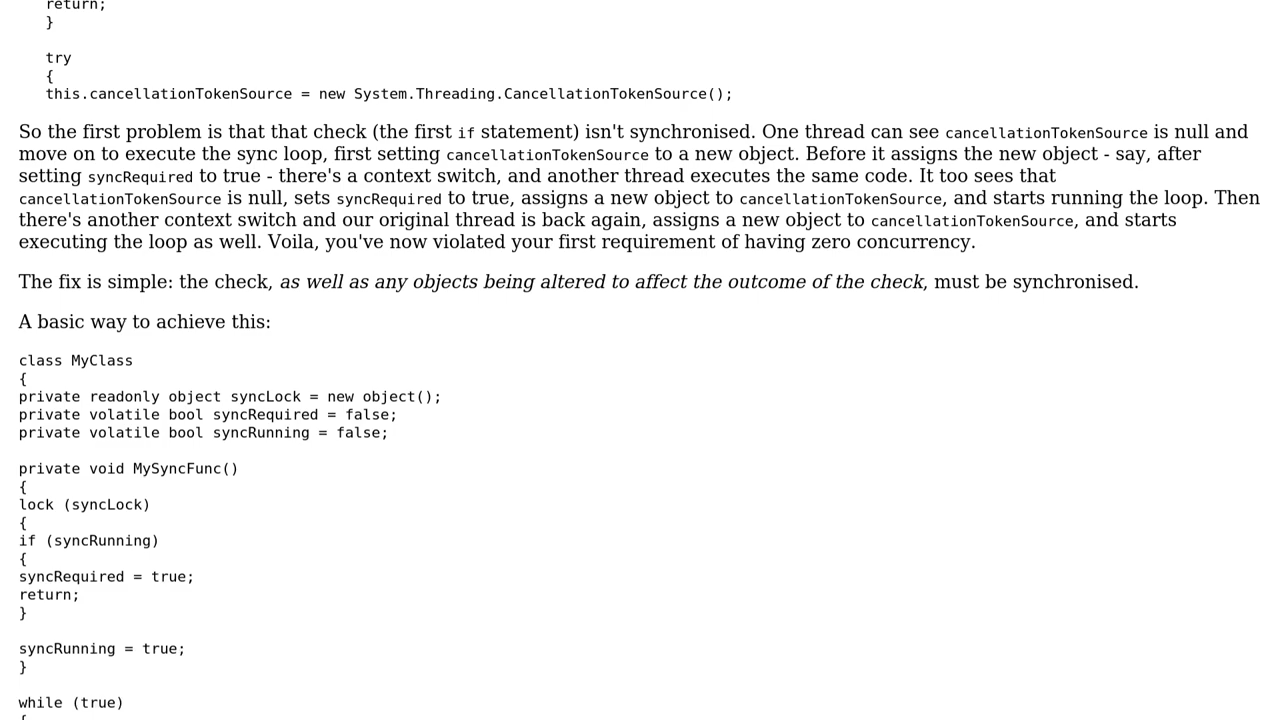 return;
}
try
{
this.cancellationTokenSource = new System.Threading.CancellationTokenSource();
So the first problem is that that check (the first if statement) isn't synchronised. One thread can see cancellationTokenSource is null and
move on to execute the sync loop, first setting cancellationTokenSource to a new object. Before it assigns the new object - say, after
setting syncRequired to true - there's a context switch, and another thread executes the same code. It too sees that
cancellationTokenSource is null, sets syncRequired to true, assigns a new object to cancellationTokenSource, and starts running the loop. Then
there's another context switch and our original thread is back again, assigns a new object to cancellationTokenSource, and starts
executing the loop as well. Voila, you've now violated your first requirement of having zero concurrency.
The fix is simple: the check, as well as any objects being altered to affect the outcome of the check, must be synchronised.
A basic way to achieve this:
class MyClass
{
private readonly object syncLock = new object();
private volatile bool syncRequired = false;
private volatile bool syncRunning = false;
private void MySyncFunc()
{
lock (syncLock)
{
if (syncRunning)
{
syncRequired = true;
return;
}
syncRunning = true;
}
while (true)
{